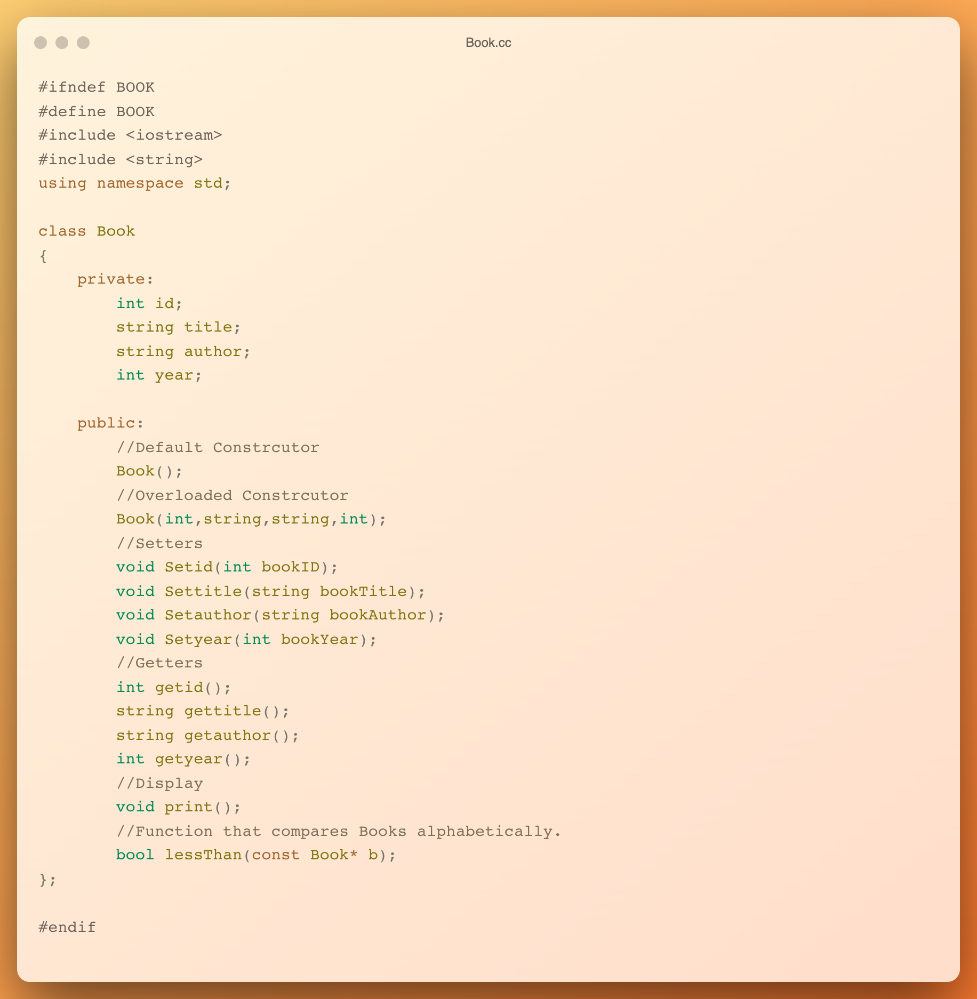 Book.cc
#ifndef BOOK
#define BOOK
#include <iostream>
#include <string>
using namespace std;

class Book
{
    private:
        int id;
        string title;
        string author;
        int year;

    public:
        //Default Constrcutor
        Book();
        //Overloaded Constrcutor
        Book(int,string,string,int);
        //Setters
        void Setid(int bookID);
        void Settitle(string bookTitle);
        void Setauthor(string bookAuthor);
        void Setyear(int bookYear);
        //Getters
        int getid();
        string gettitle();
        string getauthor();
        int getyear();
        //Display
        void print();
        //Function that compares Books alphabetically.
        bool lessThan(const Book* b);
};

#endif